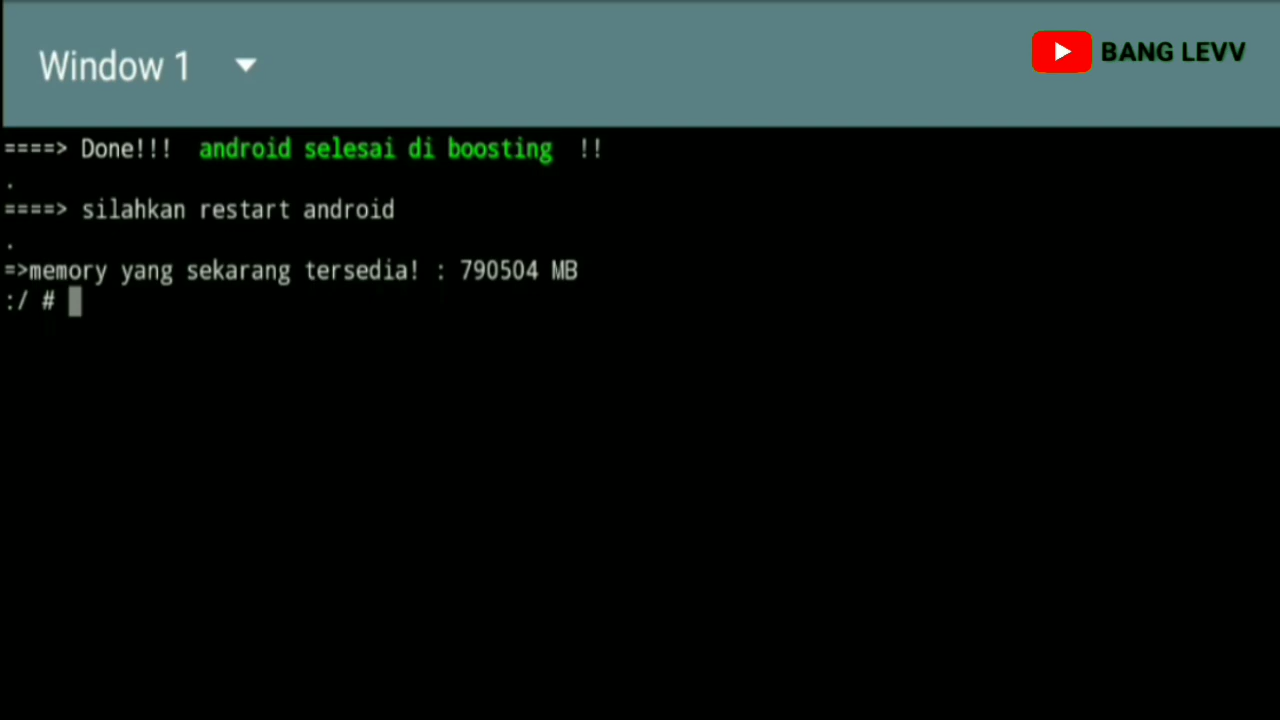 Window 1
BANG LEVV
====> Done!!!  android selesai di boosting  !!
.
====> silahkan restart android
.
=>memory yang sekarang tersedia! : 790504 MB
:/ #